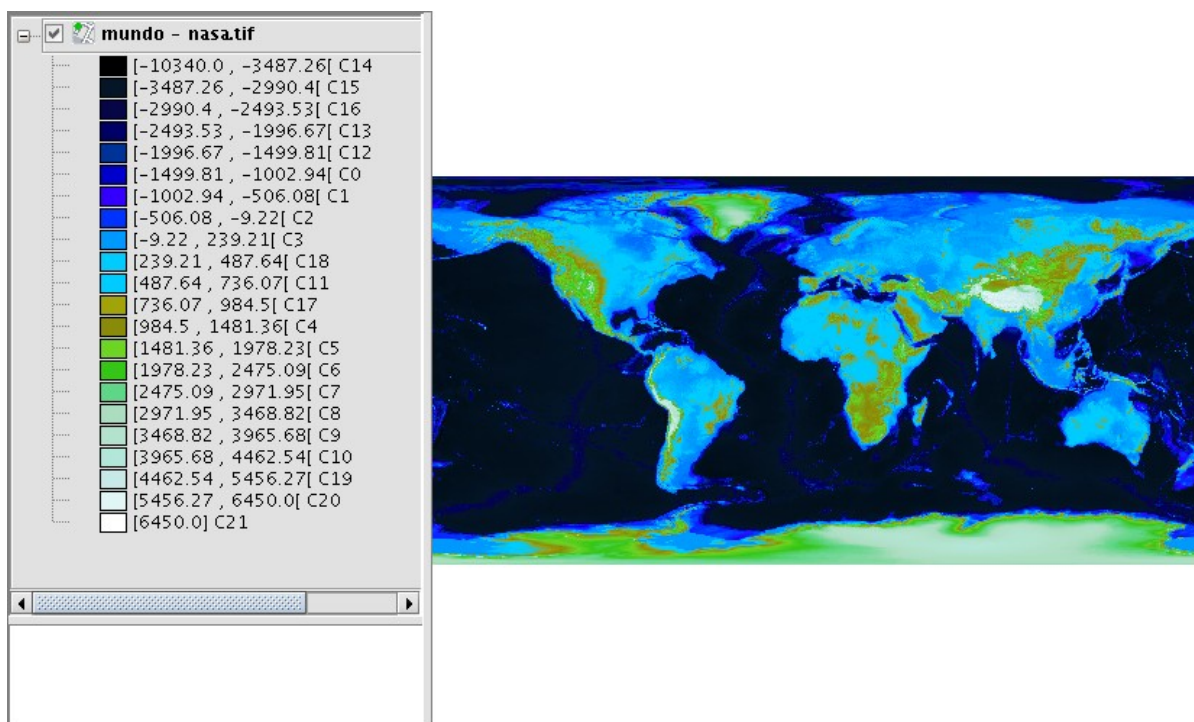 mundo - nasa.tif
[-10340.0 , -3487.26[ C14
[-3487.26 , -2990.4[ C15
[-2990.4 , -2493.53[ C16
[-2493.53 , -1996.67[ C13
[-1996.67 , -1499.81[ C12
[-1499.81 , -1002.94[ C0
[-1002.94 , -506.08[ C1
[-506.08 , -9.22[ C2
[-9.22 , 239.21[ C3
[239.21 , 487.64[ C18
[487.64 , 736.07[ C11
[736.07 , 984.5[ C17
[984.5 , 1481.36[ C4
[1481.36 , 1978.23[ C5
[1978.23 , 2475.09[ C6
[2475.09 , 2971.95[ C7
[2971.95 , 3468.82[ C8
[3468.82 , 3965.68[ C9
[3965.68 , 4462.54[ C10
[4462.54 , 5456.27[ C19
[5456.27 , 6450.0[ C20
[6450.0] C21